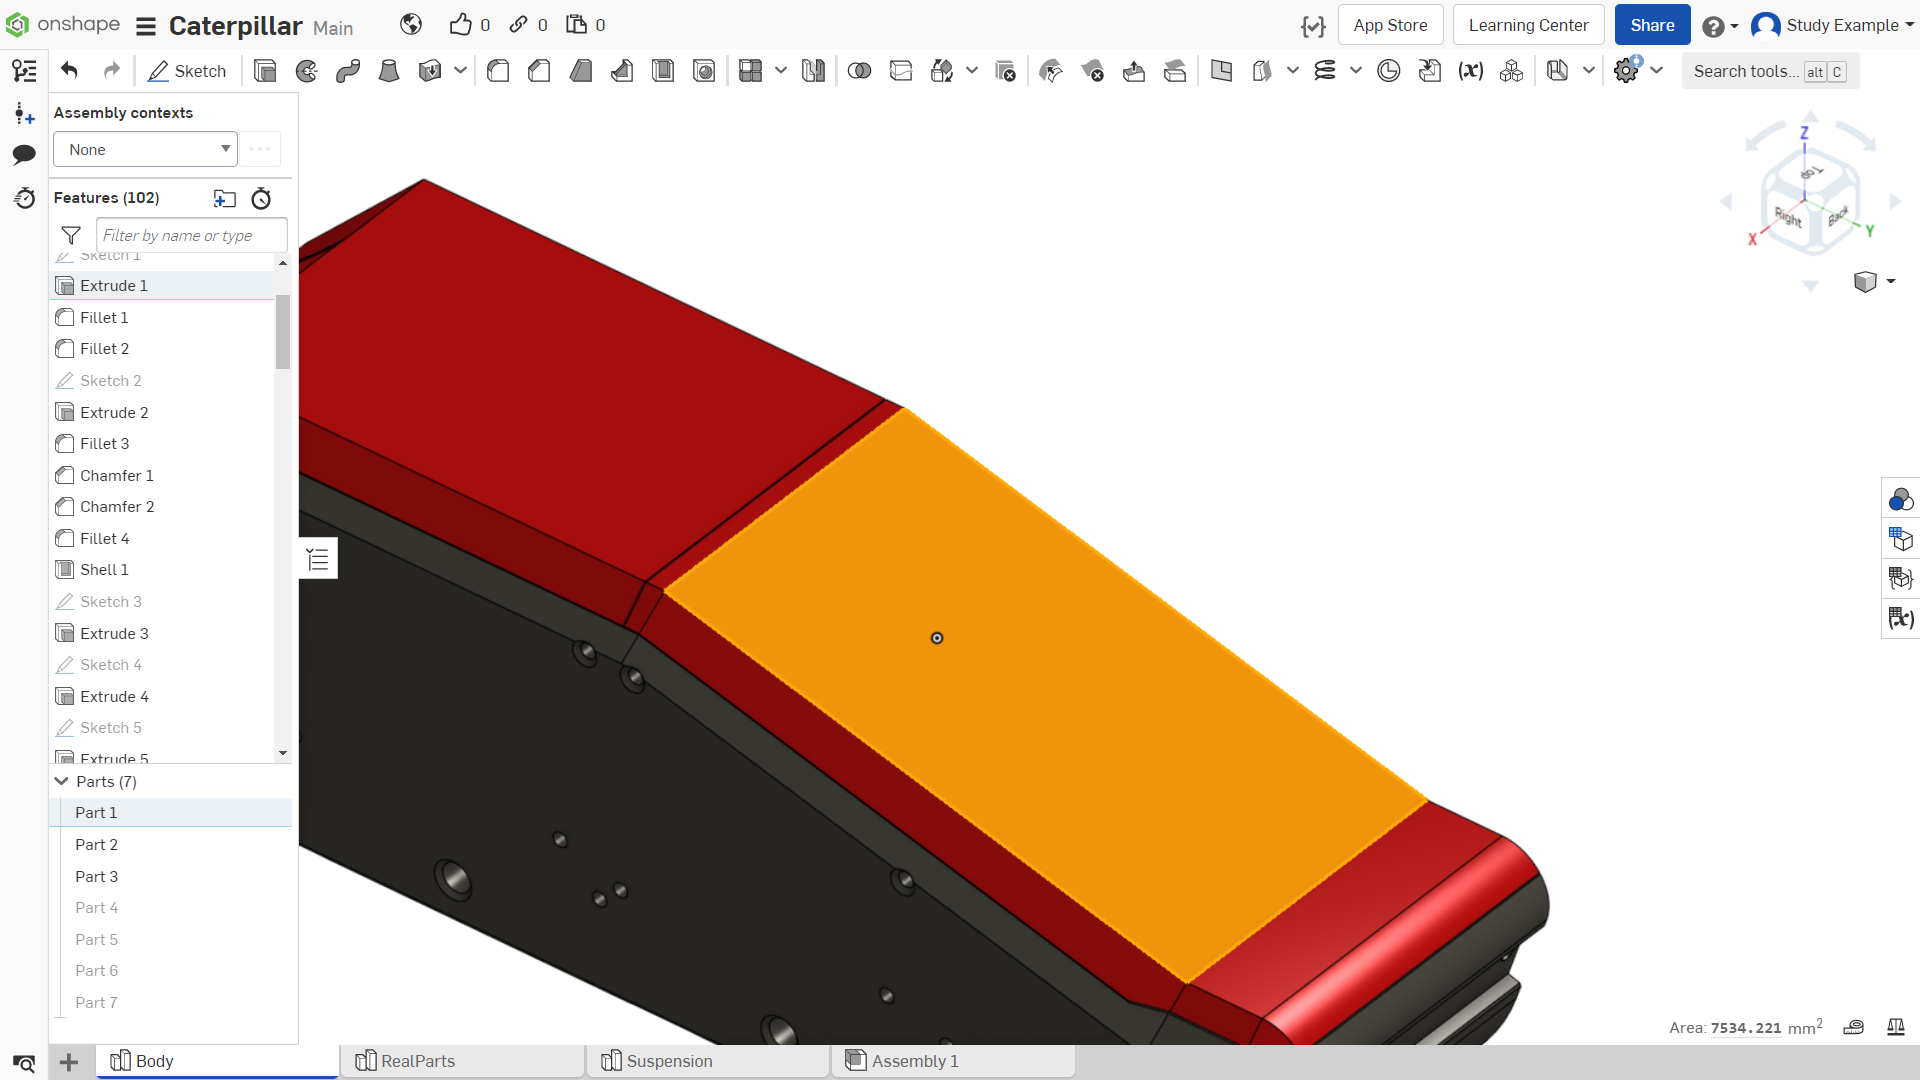 onshape
Caterpillar Main
0
0
0
App Store
Learning Center
Share
Study Example
Sketch
Search tools... alt C
Assembly contexts
None
Features (102)
Filter by name or type
Sketch 1
Extrude 1
Fillet 1
Fillet 2
Sketch 2
Extrude 2
Fillet 3
Chamfer 1
Chamfer 2
Fillet 4
Shell 1
Sketch 3
Extrude 3
Sketch 4
Extrude 4
Sketch 5
Extrude 5
Parts (7)
Part 1
Part 2
Part 3
Part 4
Part 5
Part 6
Part 7
Z
Top
Right
Back
X
Y
Area: 7534.221 mm2
Body
RealParts
Suspension
Assembly 1